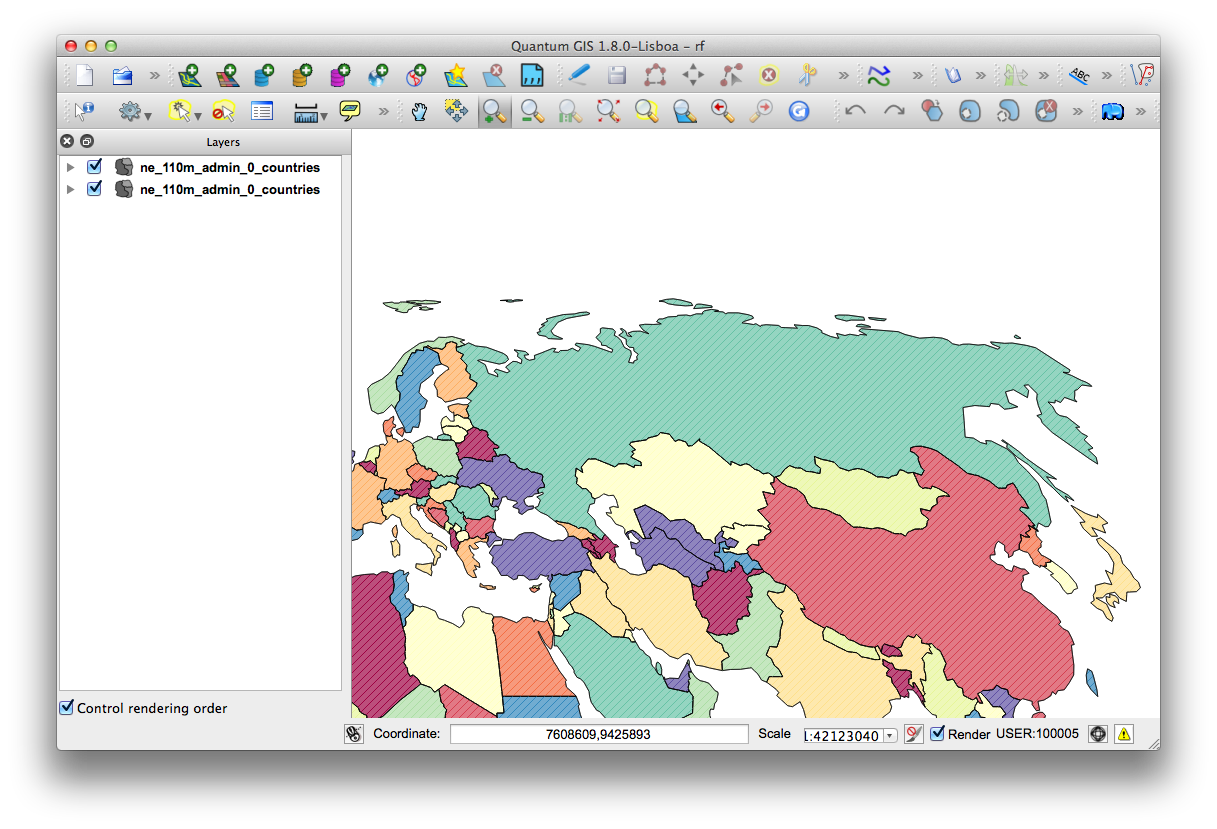 Quantum GIS 1.8.0-Lisboa - rf
ABC
Layers
ne_110m_admin_0_countries
ne_110m_admin_0_countries
Control rendering order
Coordinate: 7608609,9425893 Scale 1:42123040 Render USER:100005